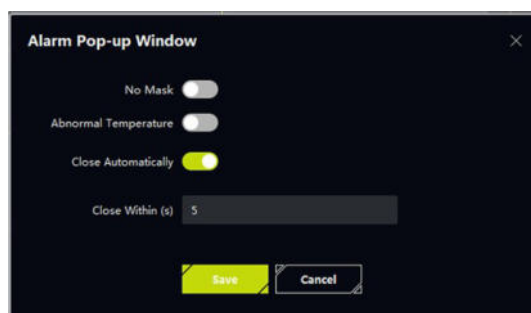 Alarm Pop-up Window
No Mask
Abnormal Temperature
Close Automatically
Close Within (s) 5
Save Cancel